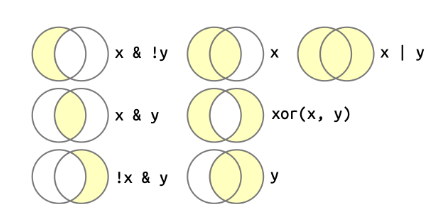 x & !y
x
x | y
x & y
xor(x, y)
!x & y
y